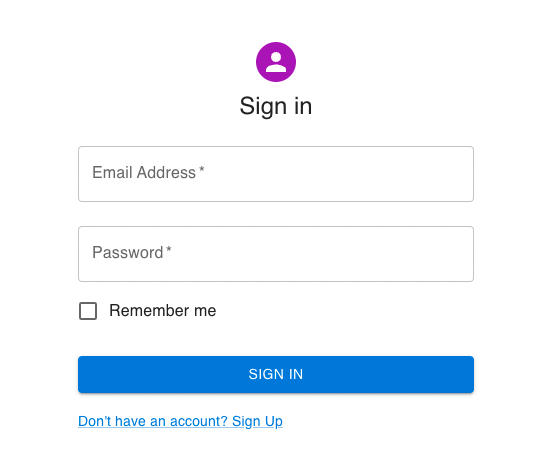 Sign in
Email Address *
Password *
Remember me
SIGN IN
Don't have an account? Sign Up